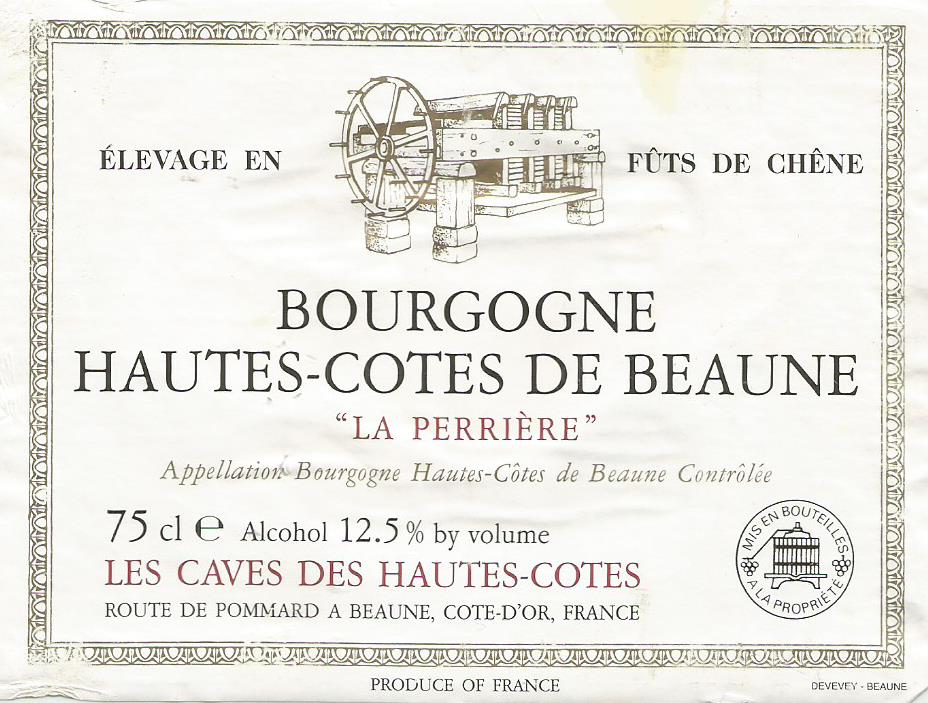 ÉLEVAGE EN
FÛTS DE CHÊNE
BOURGOGNE
HAUTES-COTES DE BEAUNE
“LA PERRIÈRE”
Appellation Bourgogne Hautes-Côtes de Beaune Contrôlée
75 cl e Alcohol 12.5% by volume
LES CAVES DES HAUTES-COTES
ROUTE DE POMMARD A BEAUNE, COTE-D'OR, FRANCE
MIS EN BOUTEILLES
A LA PROPRIÉTÉ
PRODUCE OF FRANCE
DEVEVEY - BEAUNE